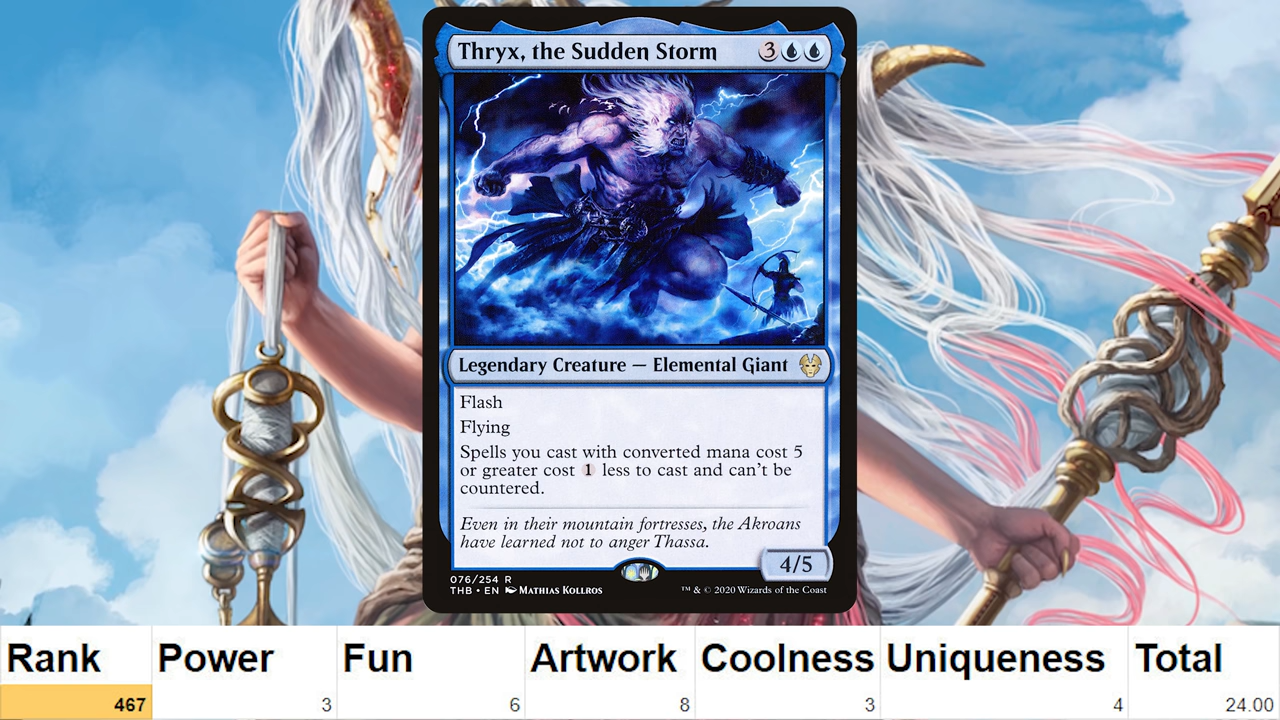 Thryx, the Sudden Storm 3
Legendary Creature — Elemental Giant
Flash
Flying
Spells you cast with converted mana cost 5
or greater cost 1 less to cast and can't be
countered.
Even in their mountain fortresses, the Akroans
have learned not to anger Thassa.
4/5
076/254 R
THB • EN MATHIAS KOLLROS
™ & © 2020 Wizards of the Coast
Rank Power Fun Artwork Coolness Uniqueness Total
467 3 6 8 3 4 24.00